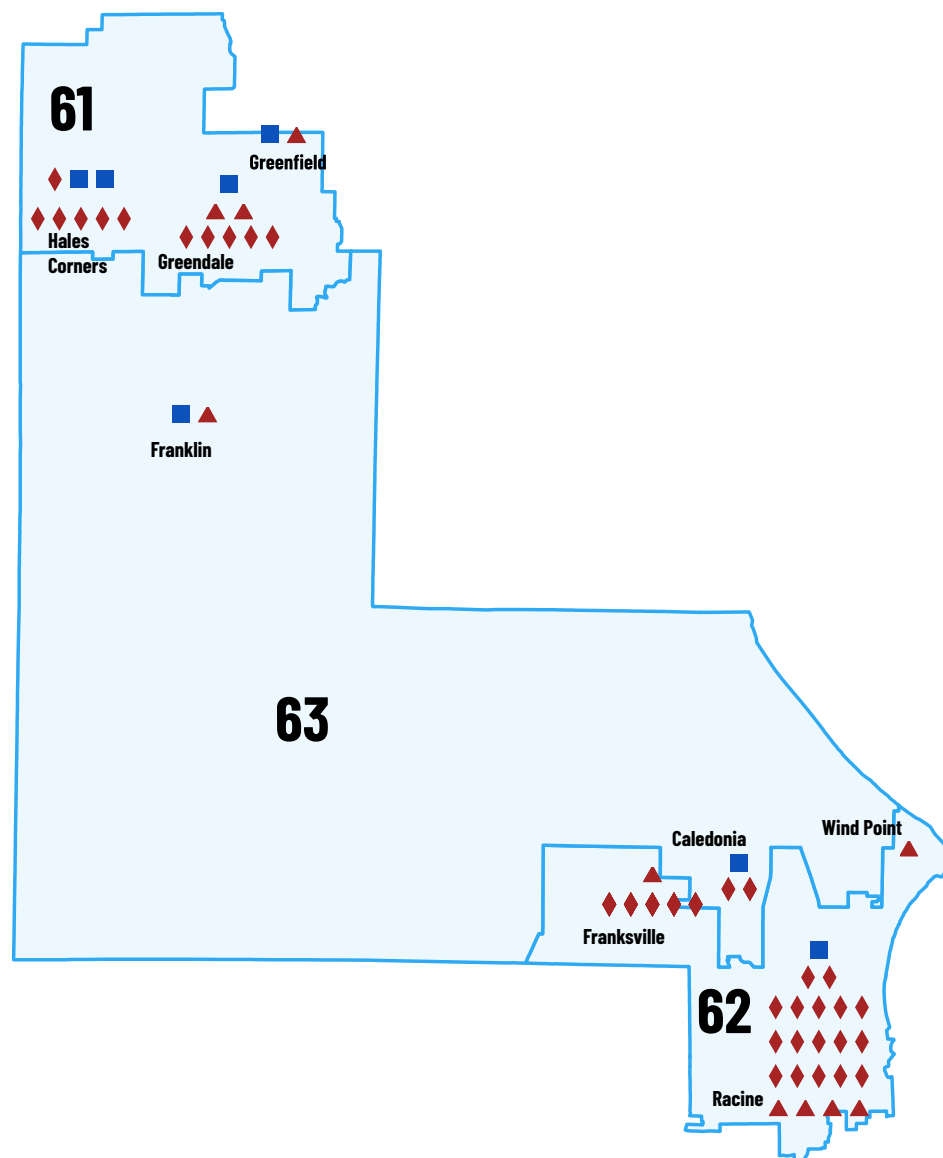 61
Greenfield
Hales
Corners
Greendale
Franklin
63
Wind Point
Caledonia
Franksville
62
Racine